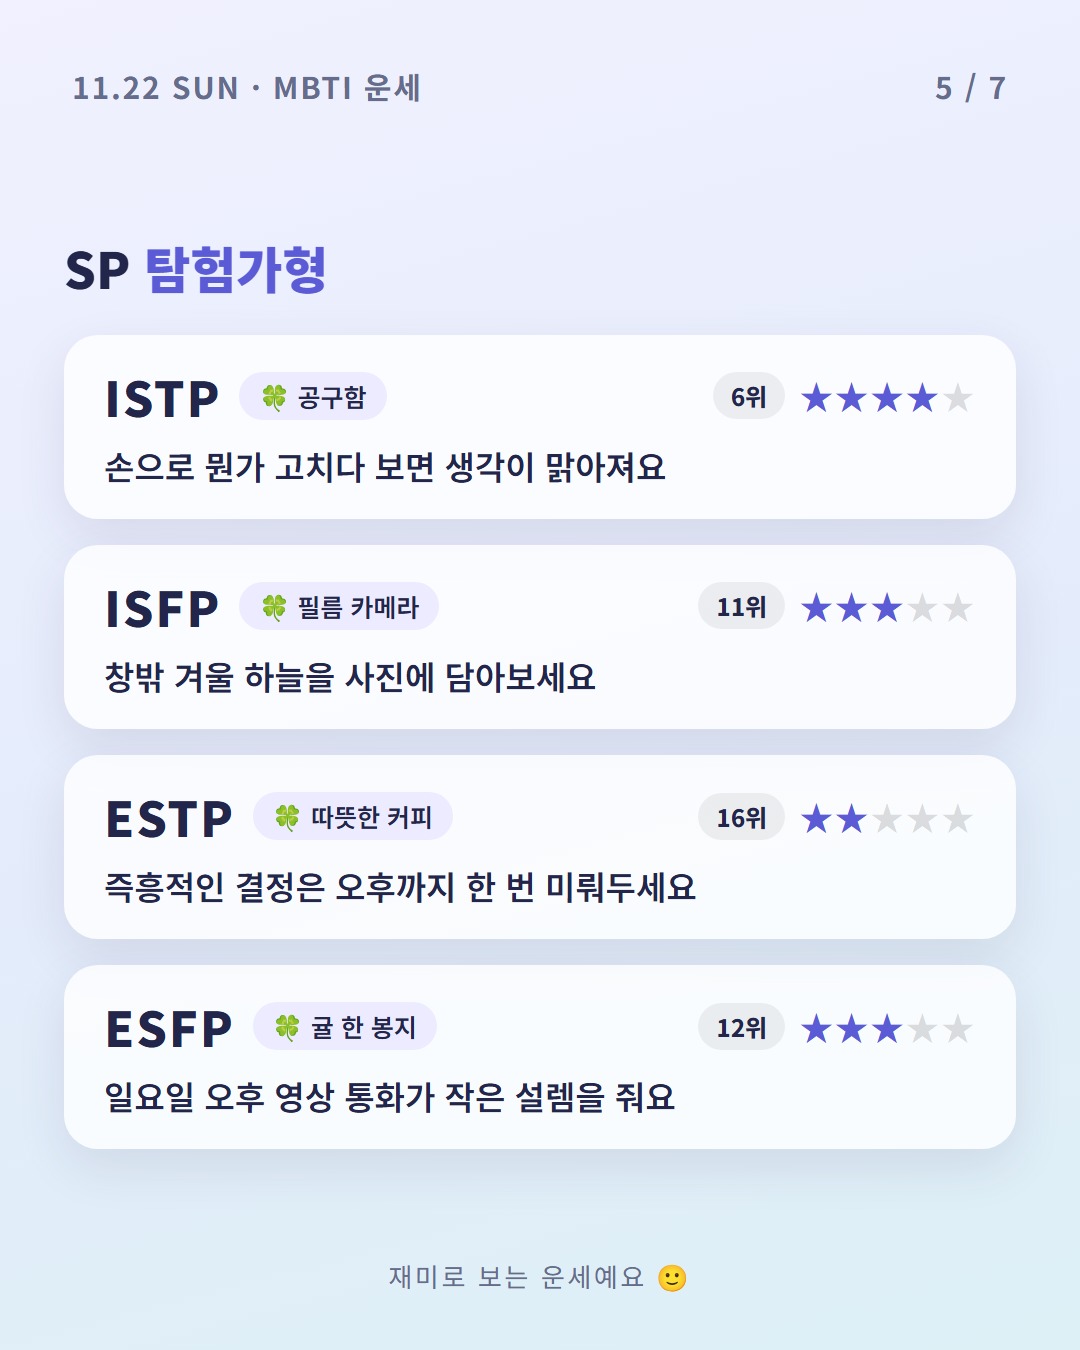 11.22 SUN · MBTI 운세
5 / 7
SP 탐험가형
ISTP 🍀 공구함 6위 ★★★★★
손으로 뭔가 고치다 보면 생각이 맑아져요
ISFP 🍀 필름 카메라 11위 ★★★★★
창밖 겨울 하늘을 사진에 담아보세요
ESTP 🍀 따뜻한 커피 16위 ★★★★★
즉흥적인 결정은 오후까지 한 번 미뤄두세요
ESFP 🍀 귤 한 봉지 12위 ★★★★★
일요일 오후 영상 통화가 작은 설렘을 줘요
재미로 보는 운세예요 🙂